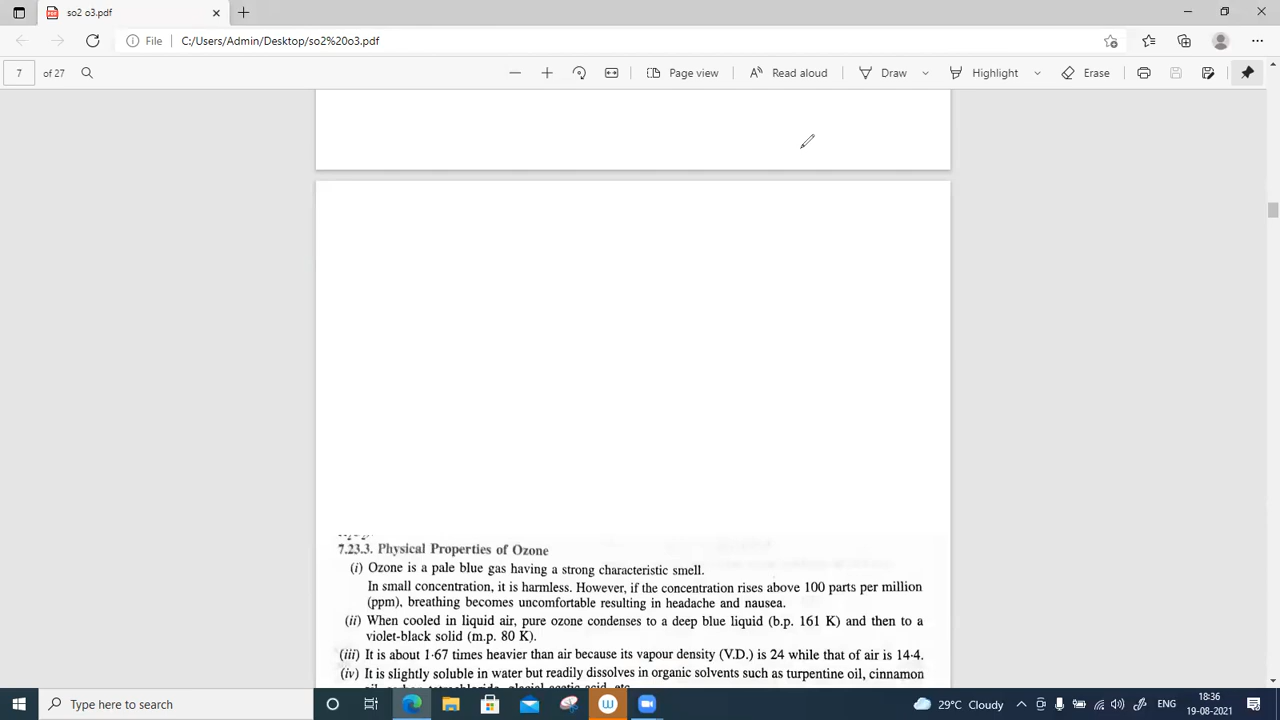 so2 o3.pdf
File C:/Users/Admin/Desktop/so2%20o3.pdf
7 of 27 Page view Read aloud Draw Highlight Erase
7.23.3. Physical Properties of Ozone
(i) Ozone is a pale blue gas having a strong characteristic smell.
In small concentration, it is harmless. However, if the concentration rises above 100 parts per million
(ppm), breathing becomes uncomfortable resulting in headache and nausea.
(ii) When cooled in liquid air, pure ozone condenses to a deep blue liquid (b.p. 161 K) and then to a
violet-black solid (m.p. 80 K).
(iii) It is about 1·67 times heavier than air because its vapour density (V.D.) is 24 while that of air is 14·4.
(iv) It is slightly soluble in water but readily dissolves in organic solvents such as turpentine oil, cinnamon
Type here to search
29°C Cloudy ENG 18:36
19-08-2021